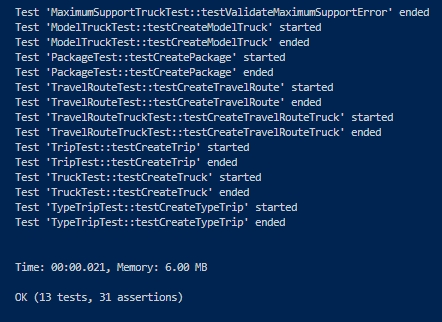 Test 'MaximumSupportTruckTest::testValidateMaximumSupportError' ended
Test 'ModelTruckTest::testCreateModelTruck' started
Test 'ModelTruckTest::testCreateModelTruck' ended
Test 'PackageTest::testCreatePackage' started
Test 'PackageTest::testCreatePackage' ended
Test 'TravelRouteTest::testCreateTravelRoute' started
Test 'TravelRouteTest::testCreateTravelRoute' ended
Test 'TravelRouteTruckTest::testCreateTravelRouteTruck' started
Test 'TravelRouteTruckTest::testCreateTravelRouteTruck' ended
Test 'TripTest::testCreateTrip' started
Test 'TripTest::testCreateTrip' ended
Test 'TruckTest::testCreateTruck' started
Test 'TruckTest::testCreateTruck' ended
Test 'TypeTripTest::testCreateTypeTrip' started
Test 'TypeTripTest::testCreateTypeTrip' ended
Time: 00:00.021, Memory: 6.00 MB
OK (13 tests, 31 assertions)